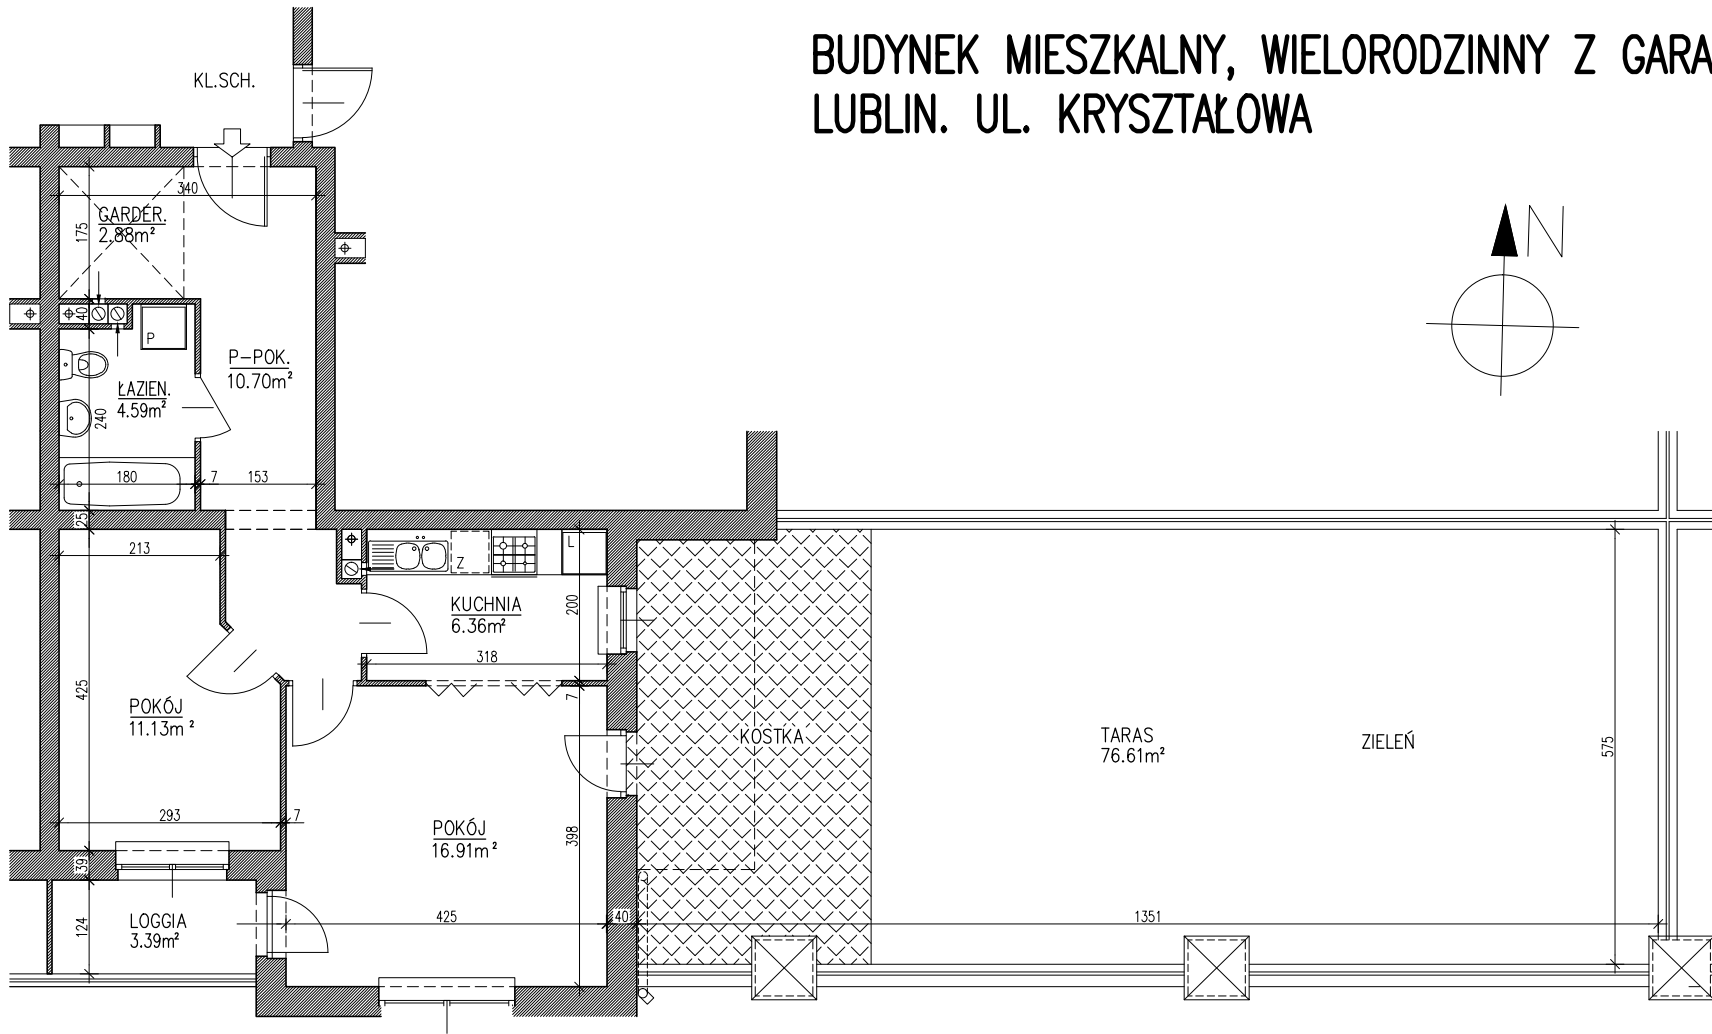 BUDYNEK MIESZKALNY, WIELORODZINNY Z GARA
LUBLIN. UL. KRYSZTAŁOWA
KL.SCH.
N
340
GARDER.
2.88m²
175
40
P
P-POK.
10.70m²
ŁAZIEN.
4.59m²
240
180
7
153
25
213
L
Z
KUCHNIA
6.36m²
200
318
7
425
POKÓJ
11.13m²
293
7
39
POKÓJ
16.91m²
398
KOSTKA
TARAS
76.61m²
ZIELEŃ
575
LOGGIA
3.39m²
124
425
40
1351